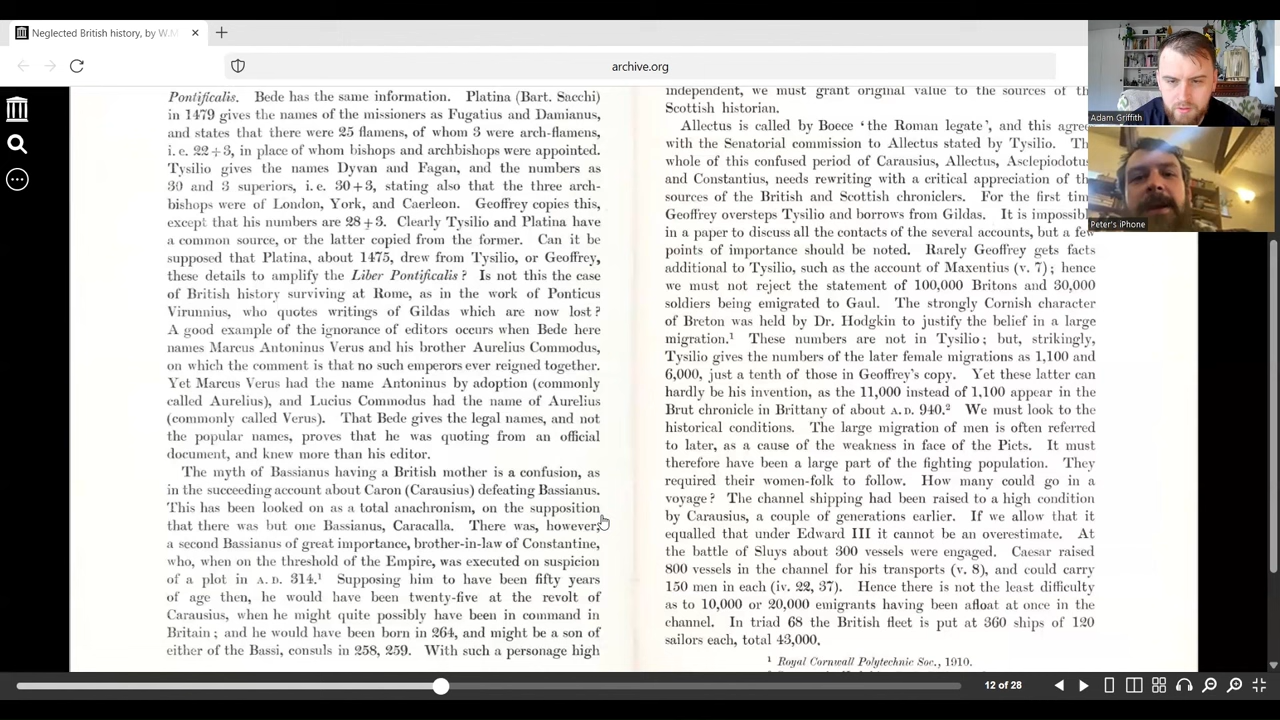 Neglected British history, by W.M
archive.org
Pontificalis. Bede has the same information. Platina (Bart. Sacchi)
in 1479 gives the names of the missioners as Fugatius and Damianus,
and states that there were 25 flamens, of whom 3 were arch-flamens,
i. e. 22 + 3, in place of whom bishops and archbishops were appointed.
Tysilio gives the names Dyvan and Fagan, and the numbers as
30 and 3 superiors, i. e. 30 + 3, stating also that the three arch-
bishops were of London, York, and Caerleon. Geoffrey copies this,
except that his numbers are 28 + 3. Clearly Tysilio and Platina have
a common source, or the latter copied from the former. Can it be
supposed that Platina, about 1475, drew from Tysilio, or Geoffrey,
these details to amplify the Liber Pontificalis ? Is not this the case
of British history surviving at Rome, as in the work of Ponticus
Virunnius, who quotes writings of Gildas which are now lost ?
A good example of the ignorance of editors occurs when Bede here
names Marcus Antoninus Verus and his brother Aurelius Commodus,
on which the comment is that no such emperors ever reigned together.
Yet Marcus Verus had the name Antoninus by adoption (commonly
called Aurelius), and Lucius Commodus had the name of Aurelius
(commonly called Verus). That Bede gives the legal names, and not
the popular names, proves that he was quoting from an official
document, and knew more than his editor.
The myth of Bassianus having a British mother is a confusion, as
in the succeeding account about Caron (Carausius) defeating Bassianus.
This has been looked on as a total anachronism, on the supposition
that there was but one Bassianus, Caracalla. There was, however,
a second Bassianus of great importance, brother-in-law of Constantine,
who, when on the threshold of the Empire, was executed on suspicion
of a plot in A. D. 314.¹ Supposing him to have been fifty years
of age then, he would have been twenty-five at the revolt of
Carausius, when he might quite possibly have been in command in
Britain ; and he would have been born in 264, and might be a son of
either of the Bassi, consuls in 258, 259. With such a personage high
independent, we must grant original value to the sources of the
Scottish historian.
Allectus is called by Boece ‘ the Roman legate ’, and this agre
with the Senatorial commission to Allectus stated by Tysilio. Th
whole of this confused period of Carausius, Allectus, Asclepiodotus
and Constantius, needs rewriting with a critical appreciation of the
sources of the British and Scottish chroniclers. For the first tim
Geoffrey oversteps Tysilio and borrows from Gildas. It is impossibl
in a paper to discuss all the contacts of the several accounts, but a few
points of importance should be noted. Rarely Geoffrey gets facts
additional to Tysilio, such as the account of Maxentius (v. 7) ; hence
we must not reject the statement of 100,000 Britons and 30,000
soldiers being emigrated to Gaul. The strongly Cornish character
of Breton was held by Dr. Hodgkin to justify the belief in a large
migration.¹ These numbers are not in Tysilio ; but, strikingly,
Tysilio gives the numbers of the later female migrations as 1,100 and
6,000, just a tenth of those in Geoffrey's copy. Yet these latter can
hardly be his invention, as the 11,000 instead of 1,100 appear in the
Brut chronicle in Brittany of about A. D. 940.² We must look to the
historical conditions. The large migration of men is often referred
to later, as a cause of the weakness in face of the Picts. It must
therefore have been a large part of the fighting population. They
required their women-folk to follow. How many could go in a
voyage ? The channel shipping had been raised to a high condition
by Carausius, a couple of generations earlier. If we allow that it
equalled that under Edward III it cannot be an overestimate. At
the battle of Sluys about 300 vessels were engaged. Caesar raised
800 vessels in the channel for his transports (v. 8), and could carry
150 men in each (iv. 22, 37). Hence there is not the least difficulty
as to 10,000 or 20,000 emigrants having been afloat at once in the
channel. In triad 68 the British fleet is put at 360 ships of 120
sailors each, total 43,000.
¹ Royal Cornwall Polytechnic Soc., 1910.
Adam Griffith
Peter's iPhone
12 of 28